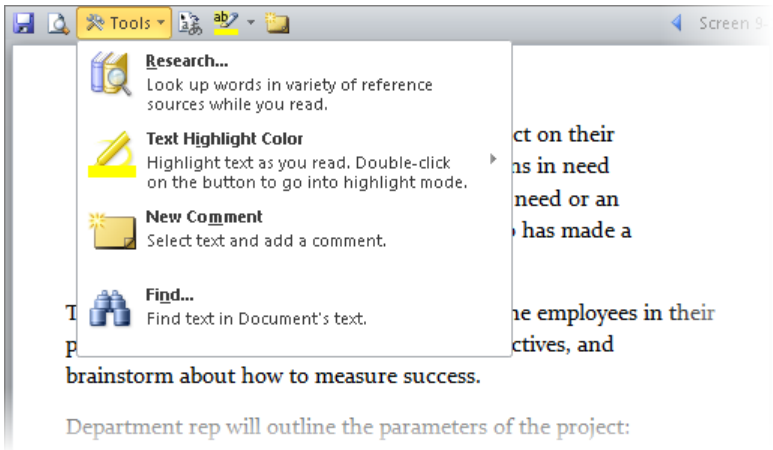 Tools
Screen 9-
Research...
Look up words in variety of reference
sources while you read.
Text Highlight Color
Highlight text as you read. Double-click
on the button to go into highlight mode.
New Comment
Select text and add a comment.
Find...
Find text in Document's text.
ct on their
ns in need
need or an
has made a
T
ne employees in their
p
ctives, and
brainstorm about how to measure success.
Department rep will outline the parameters of the project: